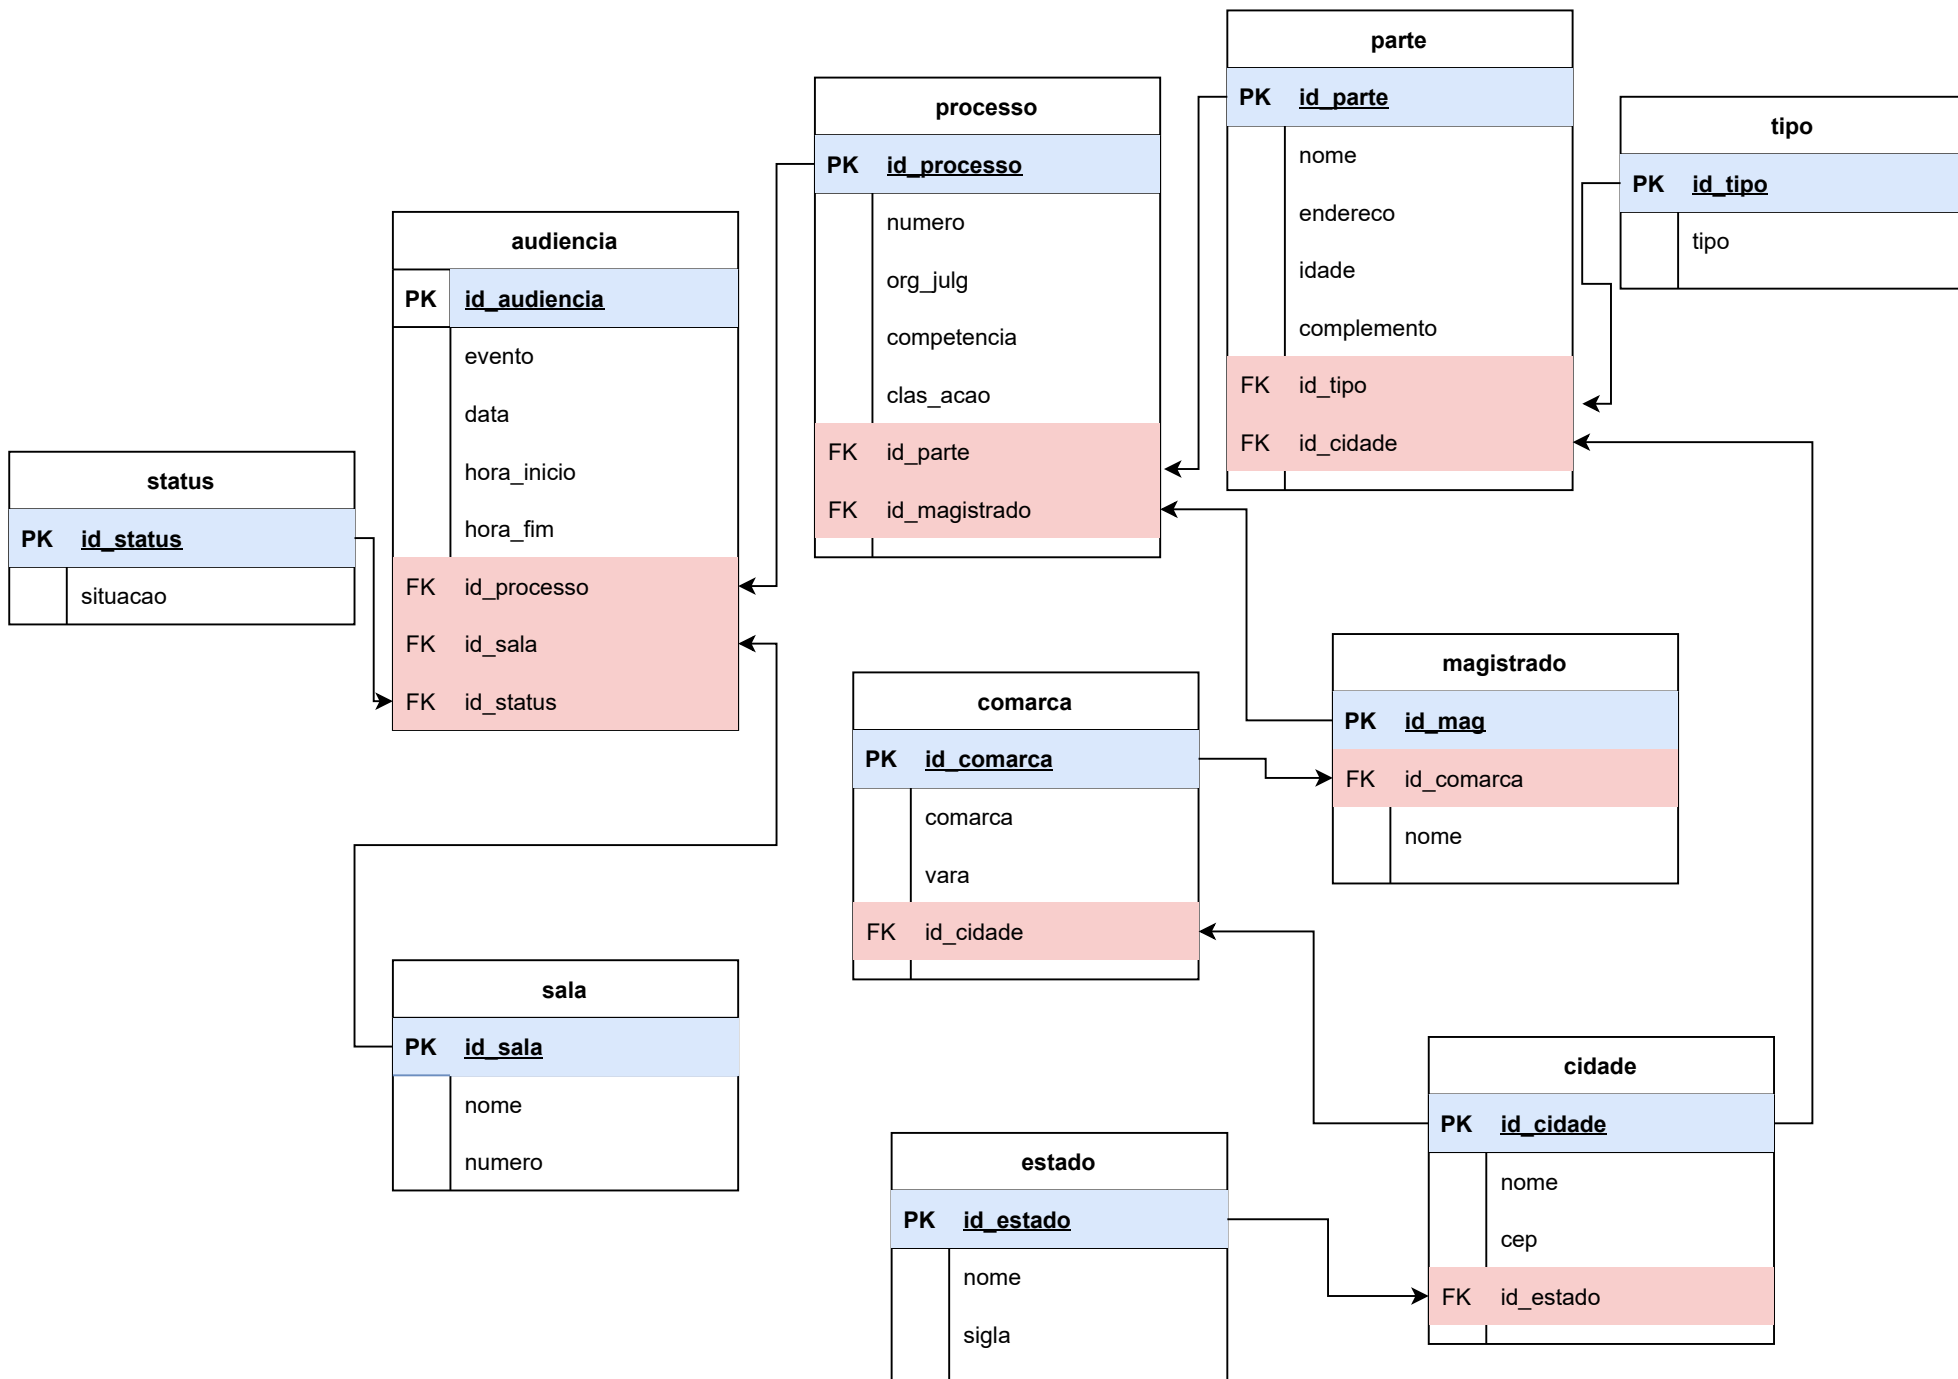 parte
PK id_parte
nome
endereco
idade
complemento
FK id_tipo
FK id_cidade
processo
PK id_processo
numero
org_julg
competencia
clas_acao
FK id_parte
FK id_magistrado
tipo
PK id_tipo
tipo
audiencia
PK id_audiencia
evento
data
hora_inicio
hora_fim
FK id_processo
FK id_sala
FK id_status
status
PK id_status
situacao
magistrado
PK id_mag
FK id_comarca
nome
comarca
PK id_comarca
comarca
vara
FK id_cidade
sala
PK id_sala
nome
numero
cidade
PK id_cidade
nome
cep
FK id_estado
estado
PK id_estado
nome
sigla